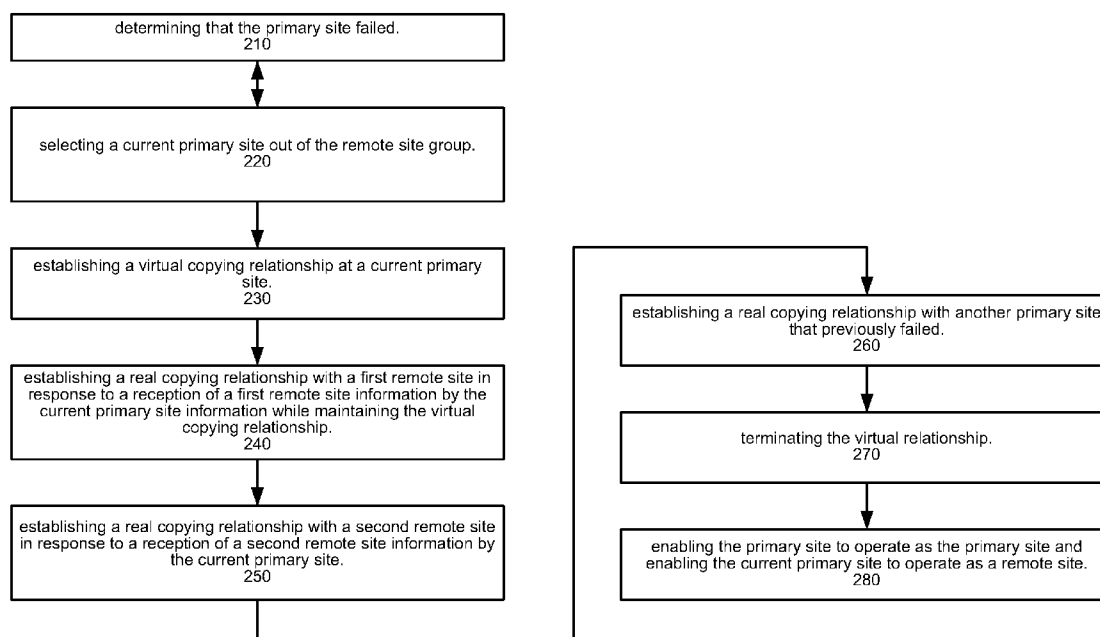 determining that the primary site failed.
210
selecting a current primary site out of the remote site group.
220
establishing a virtual copying relationship at a current primary
site.
230
establishing a real copying relationship with a first remote site in
response to a reception of a first remote site information by the
current primary site information while maintaining the virtual
copying relationship.
240
establishing a real copying relationship with a second remote site
in response to a reception of a second remote site information by
the current primary site.
250
establishing a real copying relationship with another primary site
that previously failed.
260
terminating the virtual relationship.
270
enabling the primary site to operate as the primary site and
enabling the current primary site to operate as a remote site.
280